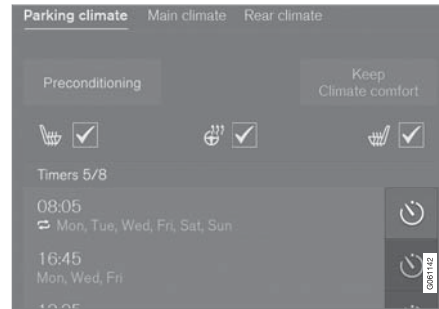 Parking climate Main climate Rear climate
Preconditioning
Keep
Climate comfort
Timers 5/8
08:05
Mon, Tue, Wed, Fri, Sat, Sun
16:45
Mon, Wed, Fri
G061142